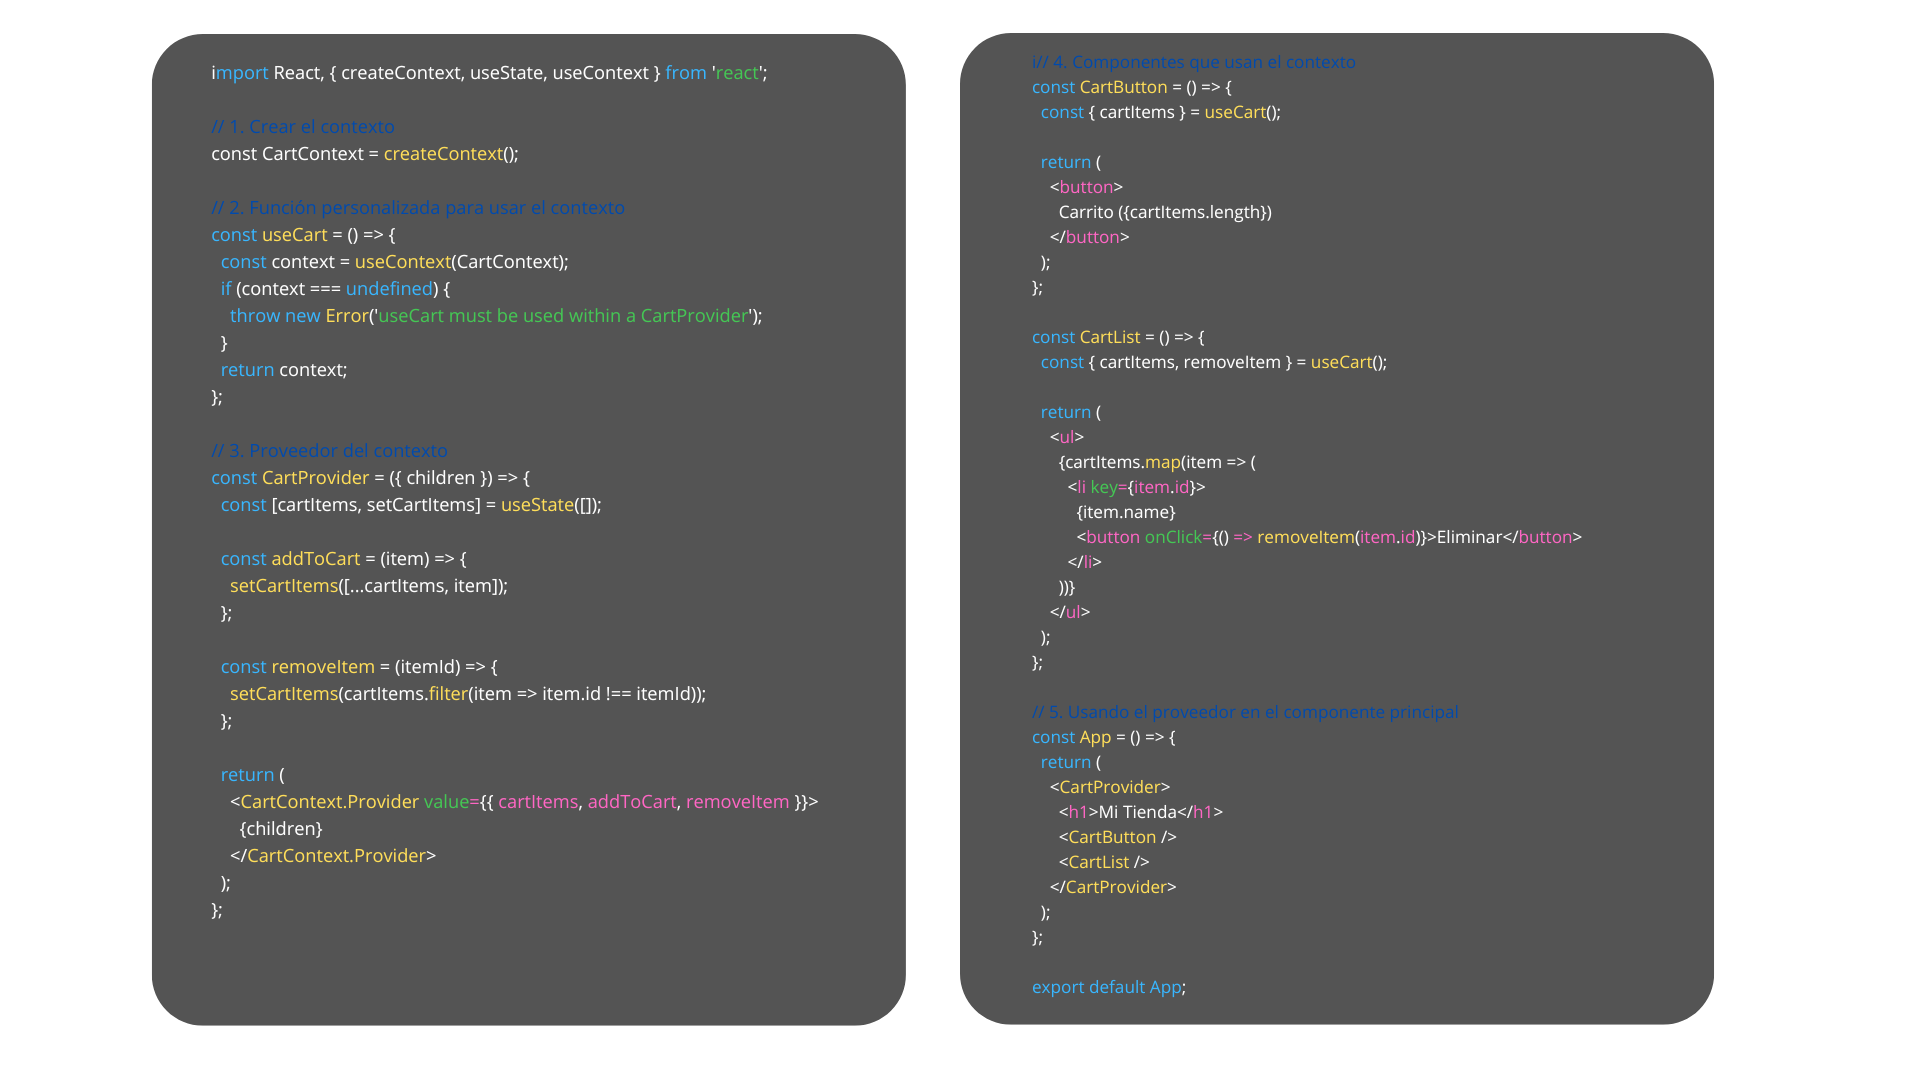 import React, { createContext, useState, useContext } from 'react';
// 1. Crear el contexto
const CartContext = createContext();
// 2. Función personalizada para usar el contexto
const useCart = () => {
const context = useContext(CartContext);
if (context === undefined) {
throw new Error('useCart must be used within a CartProvider');
}
return context;
};
// 3. Proveedor del contexto
const CartProvider = ({ children }) => {
const [cartItems, setCartItems] = useState([]);
const addToCart = (item) => {
setCartItems([...cartItems, item]);
};
const removeItem = (itemId) => {
setCartItems(cartItems.filter(item => item.id !== itemId));
};
return (
<CartContext.Provider value={{ cartItems, addToCart, removeItem }}>
{children}
</CartContext.Provider>
);
};
i// 4. Componentes que usan el contexto
const CartButton = () => {
const { cartItems } = useCart();
return (
<button>
Carrito ({cartItems.length})
</button>
);
};
const CartList = () => {
const { cartItems, removeItem } = useCart();
return (
<ul>
{cartItems.map(item => (
<li key={item.id}>
{item.name}
<button onClick={() => removeItem(item.id)}>Eliminar</button>
</li>
))}
</ul>
);
};
// 5. Usando el proveedor en el componente principal
const App = () => {
return (
<CartProvider>
<h1>Mi Tienda</h1>
<CartButton />
<CartList />
</CartProvider>
);
};
export default App;